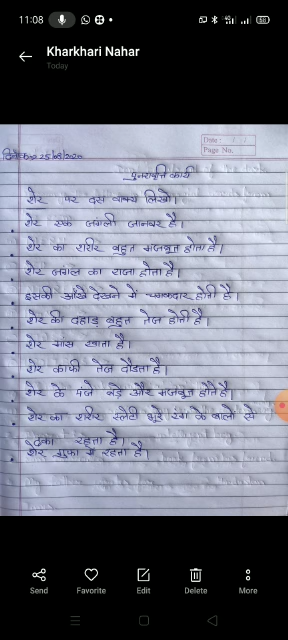 11:08
Kharkhari Nahar
Today
Date :
Page No.
दिनांक 25/08/2020
पुनरावृत्ति कार्य
शेर पर दस वाक्य लिखो।
शेर एक जंगली जानवर है।
शेर का शरीर बहुत मजबूत होता है।
शेर जंगल का राजा होता है।
इसकी आँखे देखने में चमकदार होती है।
शेर की दहाड़ बहुत तेज होती है।
शेर मांस खाता है।
शेर काफी तेज दौड़ता है।
शेर के पंजे बड़े और मजबूत होते है।
शेर का शरीर स्लेटी भूरे रंग के बालो से
ढका रहता है।
शेर गुफा में रहता है।
Send Favorite Edit Delete More